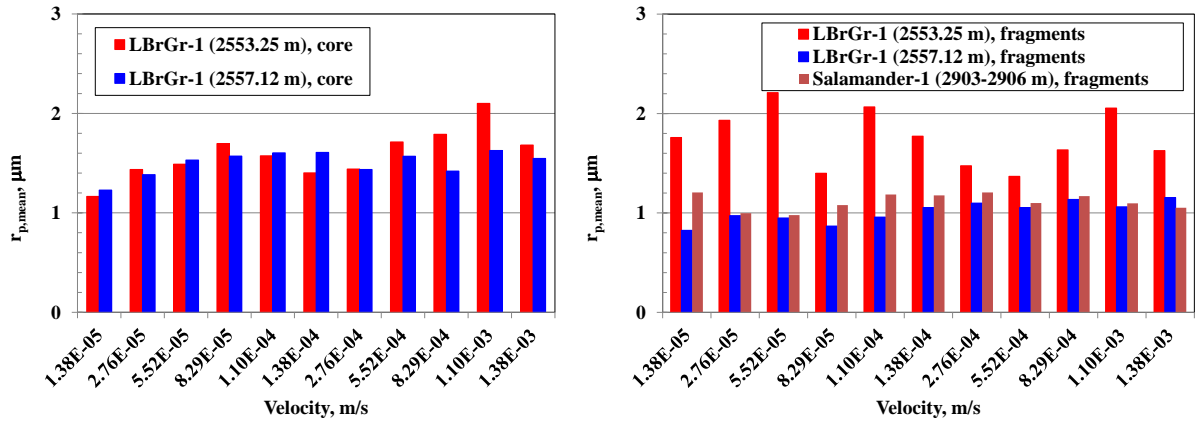 3
2
1
0
r_p,mean, μm
LBrGr-1 (2553.25 m), core
LBrGr-1 (2557.12 m), core
1.38E-05
2.76E-05
5.52E-05
8.29E-05
1.10E-04
1.38E-04
2.76E-04
5.52E-04
8.29E-04
1.10E-03
1.38E-03
Velocity, m/s
3
2
1
0
r_p,mean, μm
LBrGr-1 (2553.25 m), fragments
LBrGr-1 (2557.12 m), fragments
Salamander-1 (2903-2906 m), fragments
1.38E-05
2.76E-05
5.52E-05
8.29E-05
1.10E-04
1.38E-04
2.76E-04
5.52E-04
8.29E-04
1.10E-03
1.38E-03
Velocity, m/s